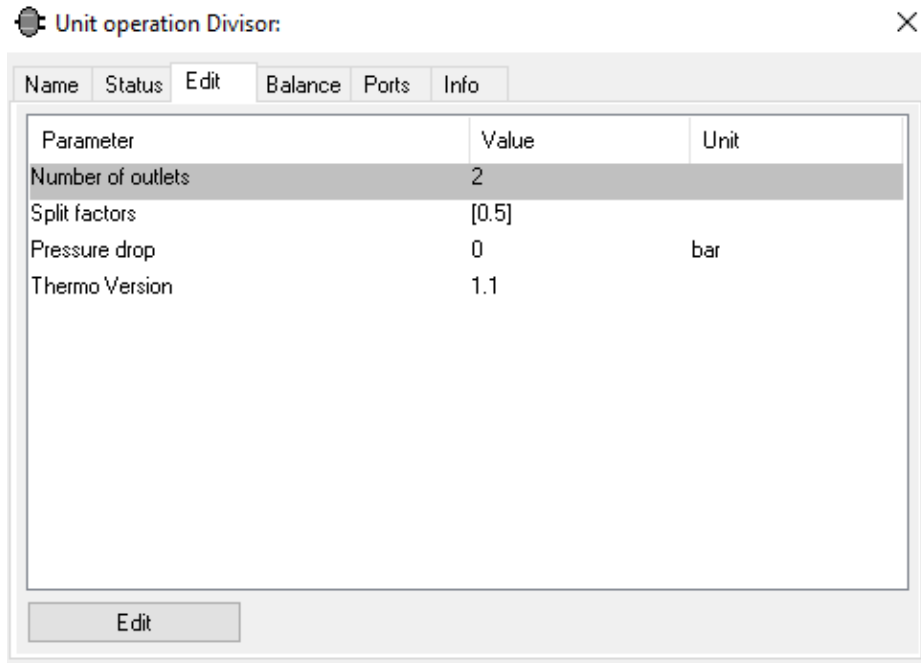 Unit operation Divisor:
Name Status Edit Balance Ports Info
Parameter Value Unit
Number of outlets 2
Split factors [0.5]
Pressure drop 0 bar
Thermo Version 1.1
Edit